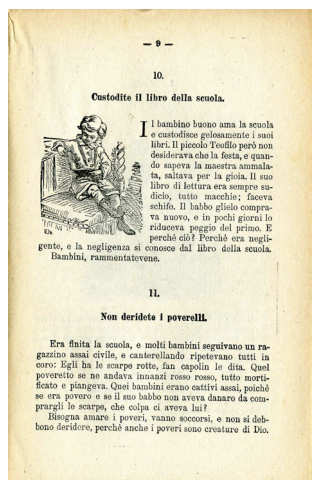 — 9 —
10.
Custodite il libro della scuola.
Il bambino buono ama la scuola
e custodisce gelosamente i suoi
libri. Il piccolo Teofilo però non
desiderava che la festa, e quan-
do sapeva la maestra ammala-
ta, saltava per la gioia. Il suo
libro di lettura era sempre su-
dicio, tutto macchie; faceva
schifo. Il babbo glielo compra-
va nuovo, e in pochi giorni lo
riduceva peggio del primo. E
perché ciò? Perchè era negli-
gente, e la negligenza si conosce dal libro della scuola.
Bambini, rammentatevene.
11.
Non deridete i poverelli.
Era finita la scuola, e molti bambini seguivano un ra-
gazzino assai civile, e canterellando ripetevano tutti in
coro: Egli ha le scarpe rotte, fan capolin le dita. Quel
poveretto se ne andava innanzi rosso rosso, tutto morti-
ficato e piangeva. Quei bambini erano cattivi assai, poichè
se era povero e se il suo babbo non aveva danaro da com-
prargli le scarpe, che colpa ci aveva lui?
Bisogna amare i poveri, vanno soccorsi, e non si deb-
bono deridere, perchè anche i poveri sono creature di Dio.